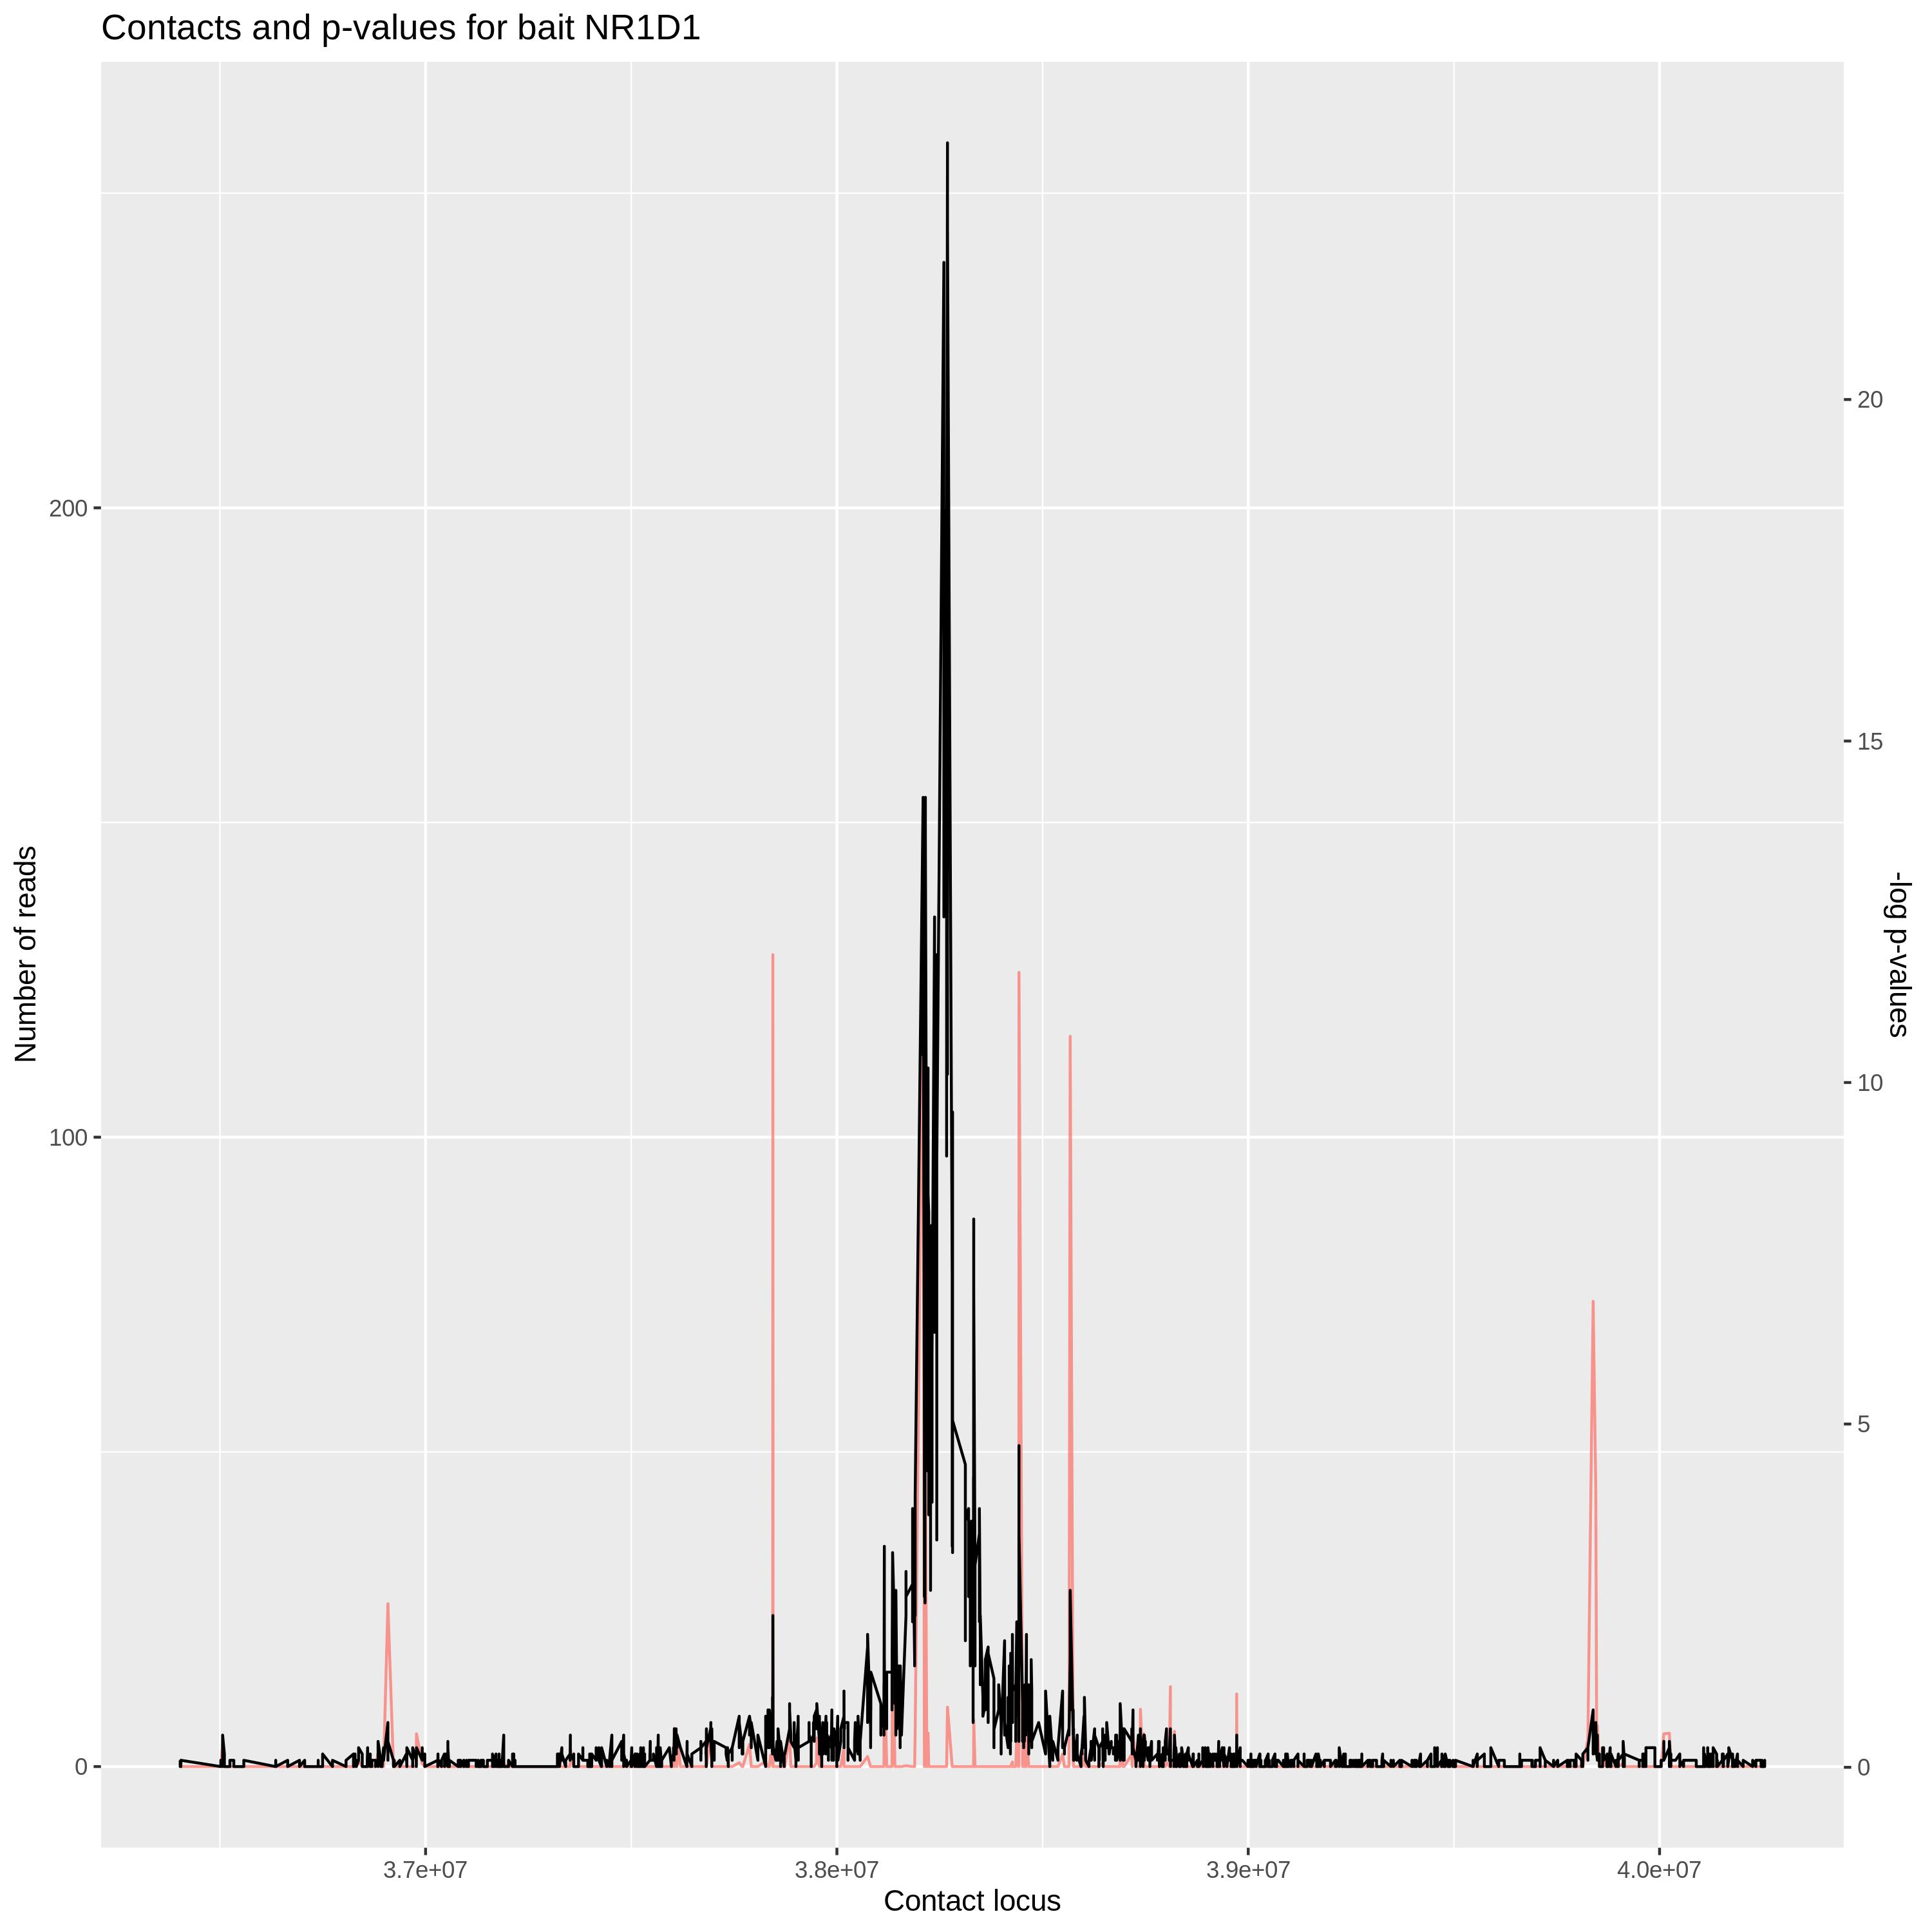 Contacts and p-values for bait NR1D1
200
100
0
Number of reads
20
15
10
5
0
-log p-values
3.7e+07
3.8e+07
3.9e+07
4.0e+07
Contact locus